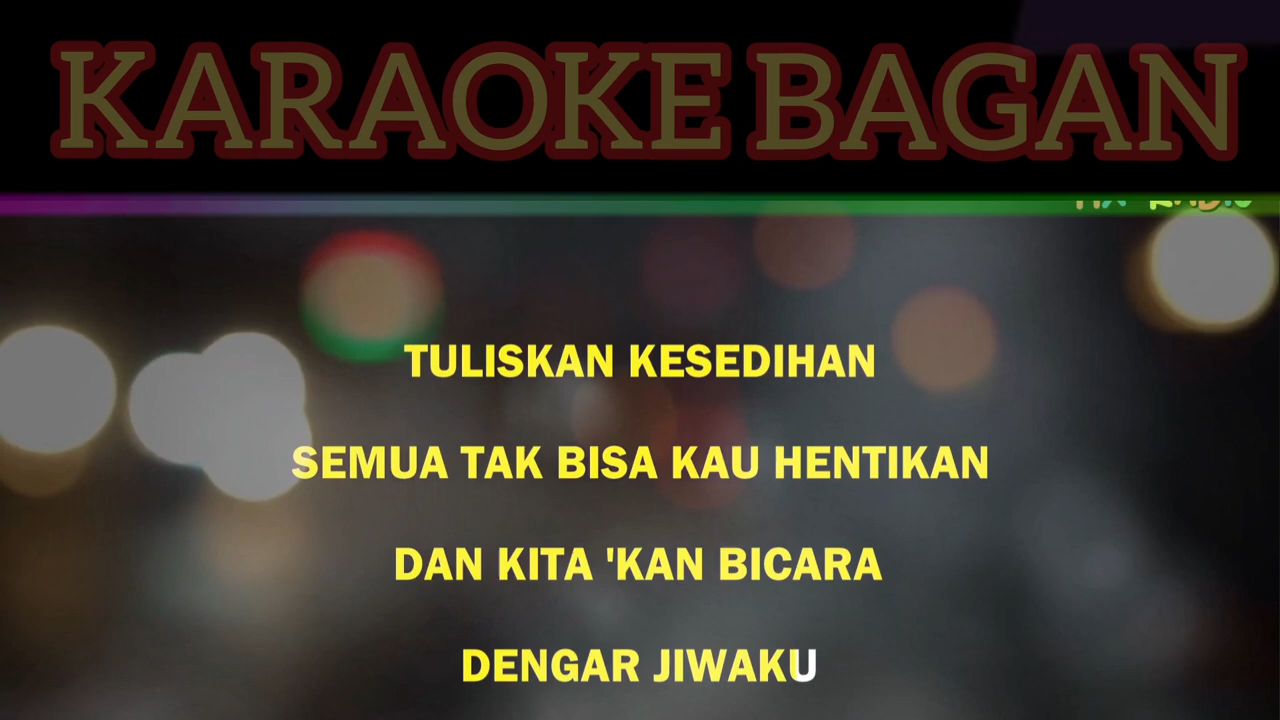 KARAOKE BAGAN
TULISKAN KESEDIHAN
SEMUA TAK BISA KAU HENTIKAN
DAN KITA 'KAN BICARA
DENGAR JIWAKU